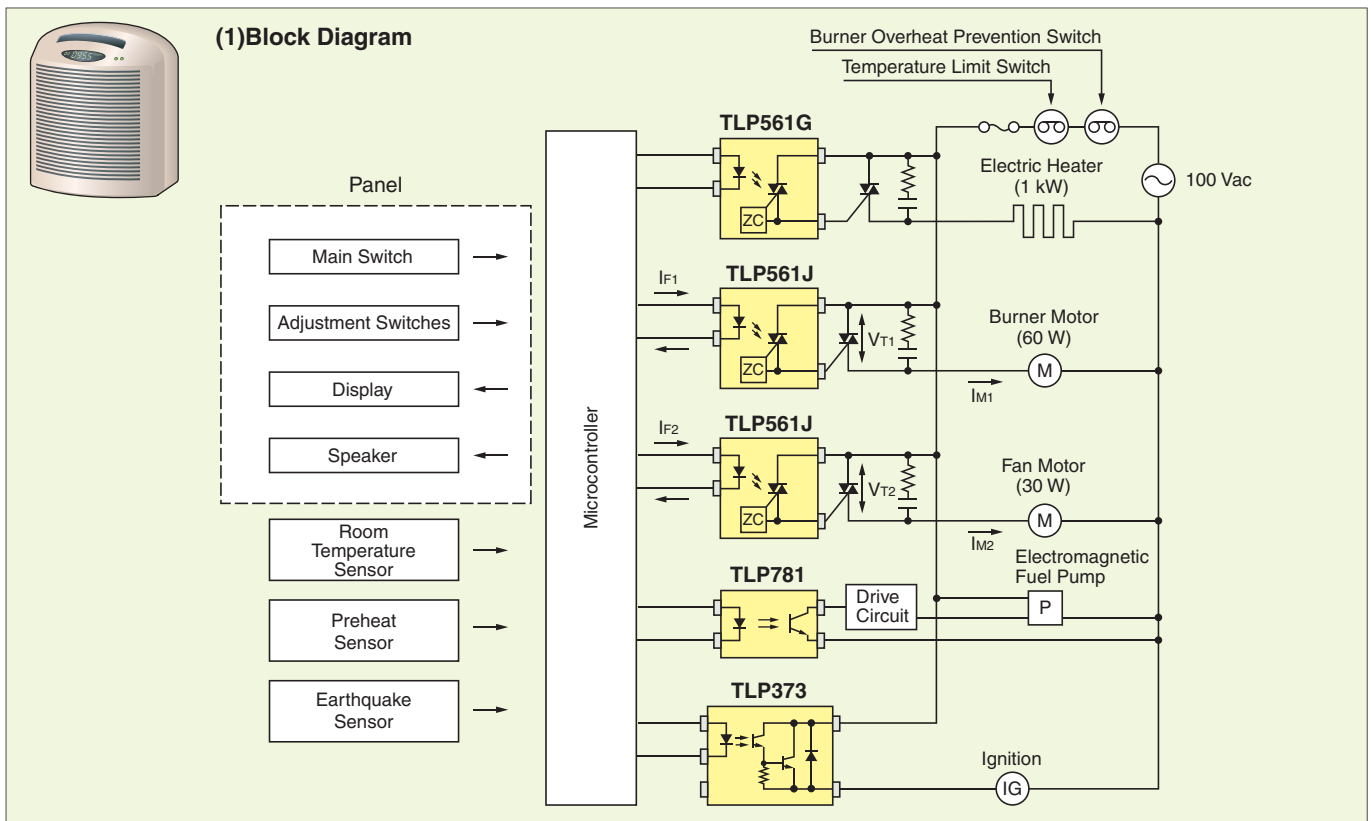 (1)Block Diagram
Burner Overheat Prevention Switch
Temperature Limit Switch
TLP561G
Electric Heater
(1 kW)
100 Vac
ZC
Panel
Main Switch
Adjustment Switches
Display
Speaker
Room
Temperature
Sensor
Preheat
Sensor
Earthquake
Sensor
Microcontroller
TLP561J
IF1
ZC
VT1
Burner Motor
(60 W)
M
IM1
TLP561J
IF2
ZC
VT2
Fan Motor
(30 W)
M
IM2
TLP781
Drive
Circuit
Electromagnetic
Fuel Pump
P
TLP373
Ignition
IG